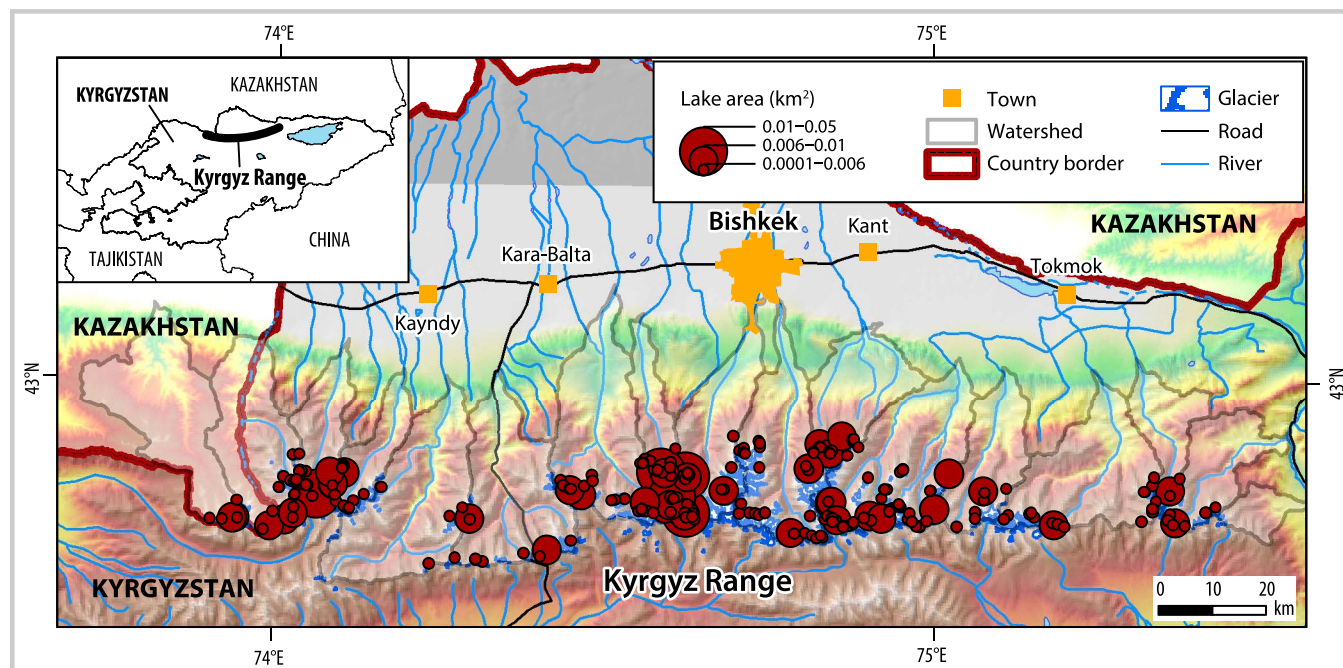 74°E
75°E
KAZAKHSTAN
KYRGYZSTAN
Kyrgyz Range
CHINA
TAJIKISTAN
Lake area (km²)
0.01–0.05
0.006–0.01
0.0001–0.006
Town
Watershed
Country border
Glacier
Road
River
Bishkek
Kant
KAZAKHSTAN
Kara-Balta
Tokmok
Kayndy
KAZAKHSTAN
43°N
43°N
KYRGYZSTAN
Kyrgyz Range
0 10 20
km
74°E
75°E